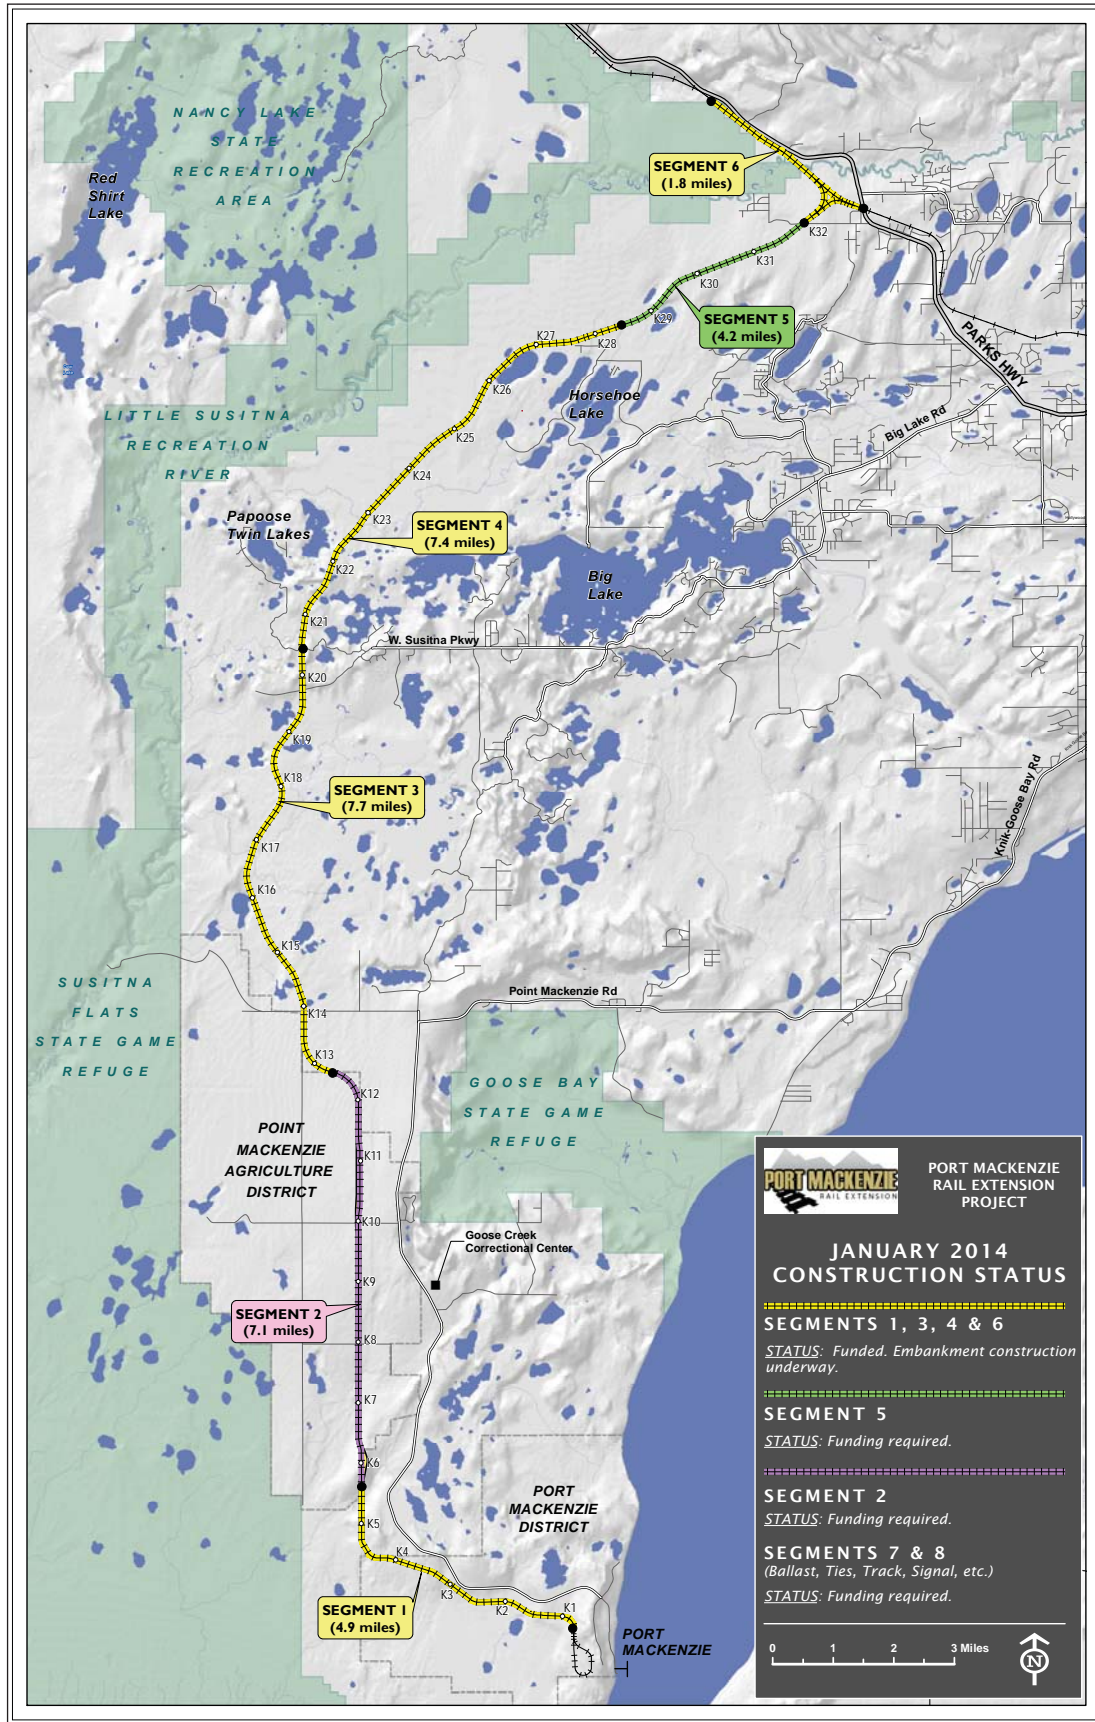 NANCY LAKE
STATE
RECREATION
AREA
Red
Shirt
Lake
SEGMENT 6
(1.8 miles)
K32
K31
K30
K29
SEGMENT 5
(4.2 miles)
K28
K27
K26
PARKS HWY
Horsehoe
Lake
Big Lake Rd
LITTLE SUSITNA
RECREATION
RIVER
K25
K24
K23
Papoose
Twin Lakes
SEGMENT 4
(7.4 miles)
K22
Big
Lake
K21
W. Susitna Pkwy
K20
K19
K18
SEGMENT 3
(7.7 miles)
Knik-Goose Bay Rd
K17
K16
K15
SUSITNA
FLATS
STATE GAME
REFUGE
Point Mackenzie Rd
K14
K13
GOOSE BAY
STATE GAME
REFUGE
K12
POINT
MACKENZIE
AGRICULTURE
DISTRICT
K11
K10
Goose Creek
Correctional Center
K9
SEGMENT 2
(7.1 miles)
K8
K7
K6
PORT
MACKENZIE
DISTRICT
K5
K4
K3
K2
K1
SEGMENT 1
(4.9 miles)
PORT
MACKENZIE
PORT MACKENZIE
RAIL EXTENSION
PORT MACKENZIE
RAIL EXTENSION
PROJECT
JANUARY 2014
CONSTRUCTION STATUS
SEGMENTS 1, 3, 4 & 6
STATUS: Funded. Embankment construction
underway.
SEGMENT 5
STATUS: Funding required.
SEGMENT 2
STATUS: Funding required.
SEGMENTS 7 & 8
(Ballast, Ties, Track, Signal, etc.)
STATUS: Funding required.
0 1 2 3 Miles
N